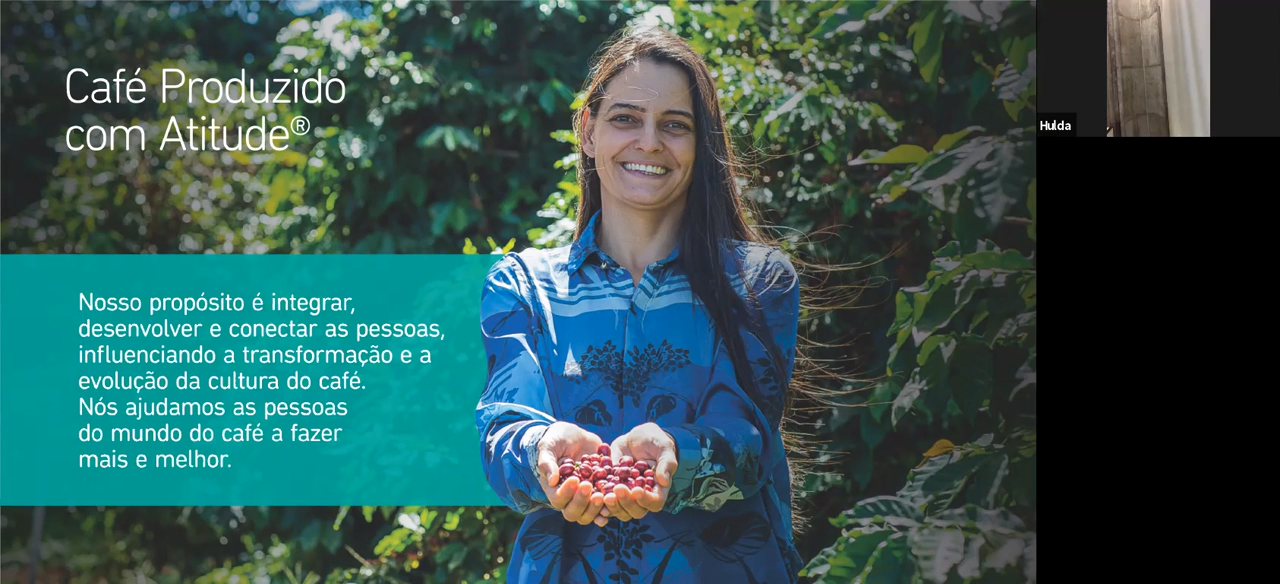 Café Produzido
com Atitude®
Nosso propósito é integrar,
desenvolver e conectar as pessoas,
influenciando a transformação e a
evolução da cultura do café.
Nós ajudamos as pessoas
do mundo do café a fazer
mais e melhor.
Hulda